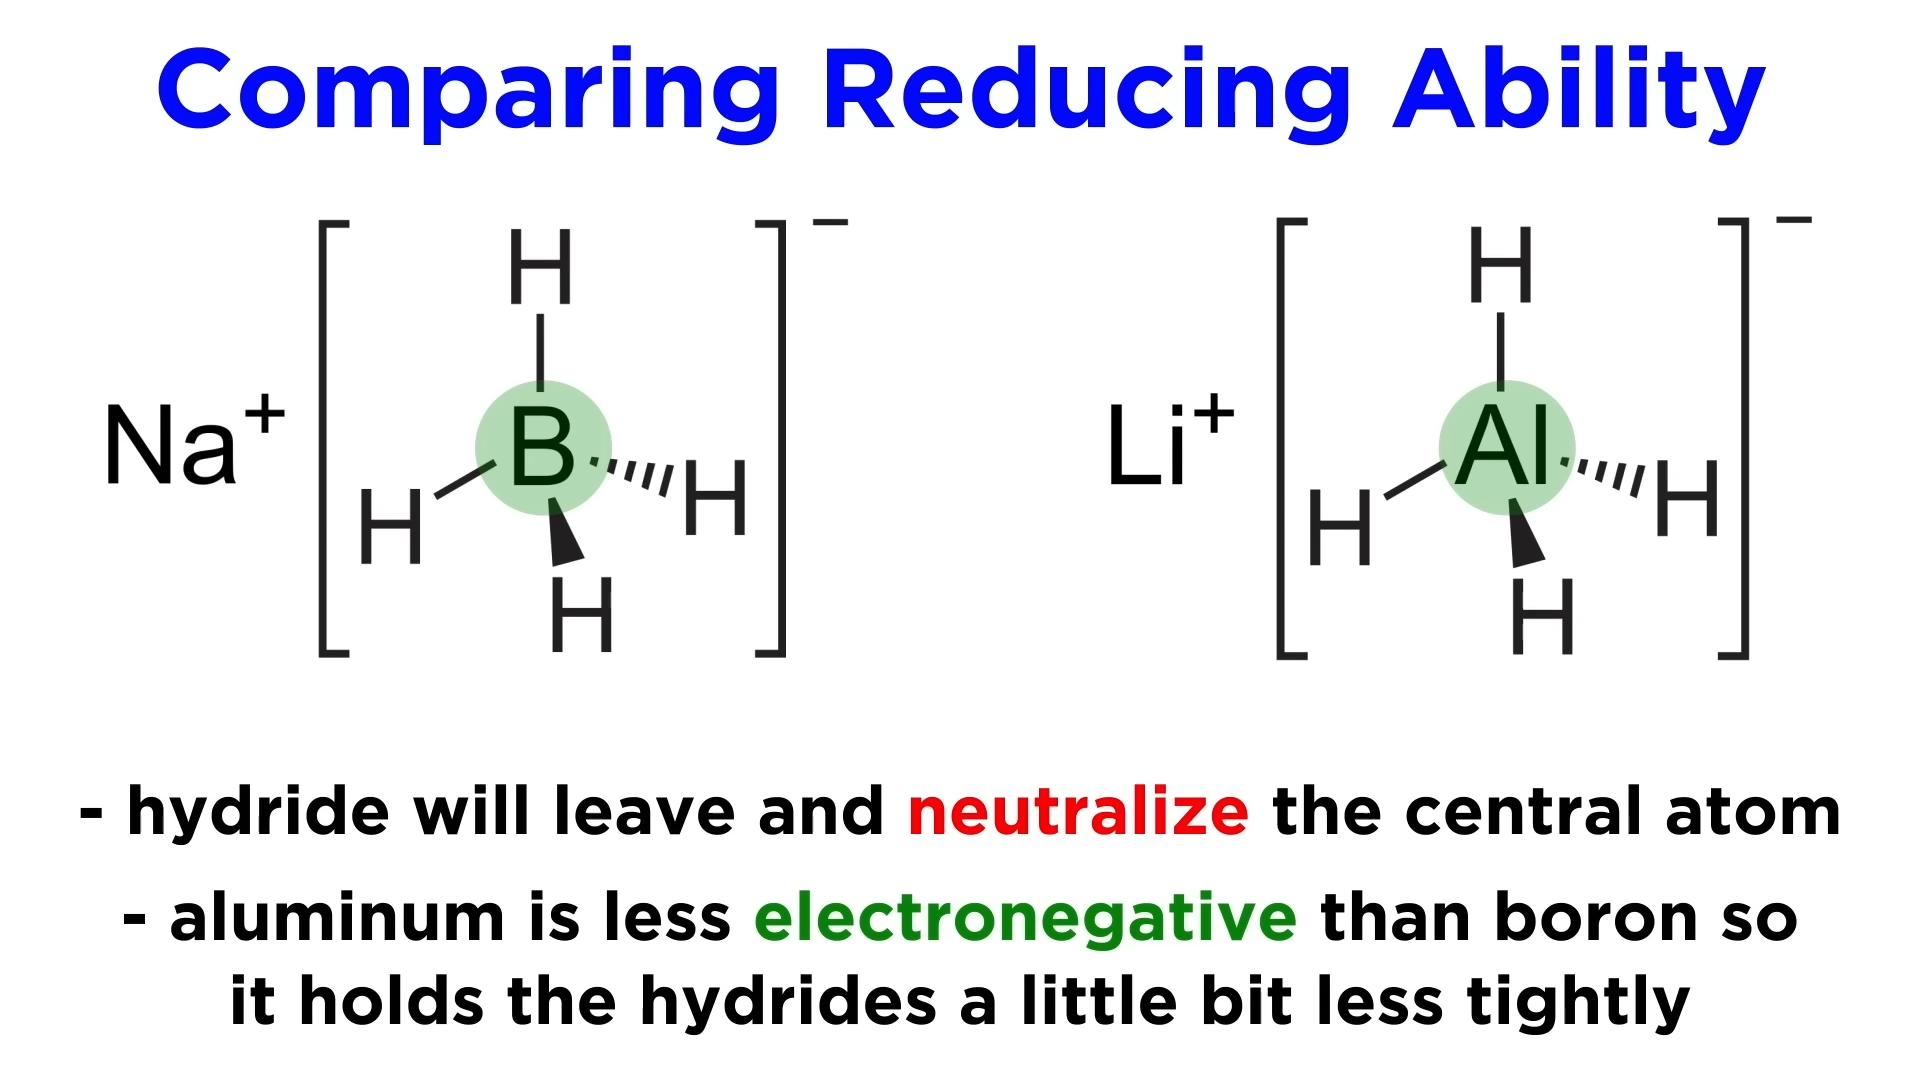 Comparing Reducing Ability
Na+ [ H B H H H ]−
Li+ [ H Al H H H ]−
- hydride will leave and neutralize the central atom
- aluminum is less electronegative than boron so
it holds the hydrides a little bit less tightly